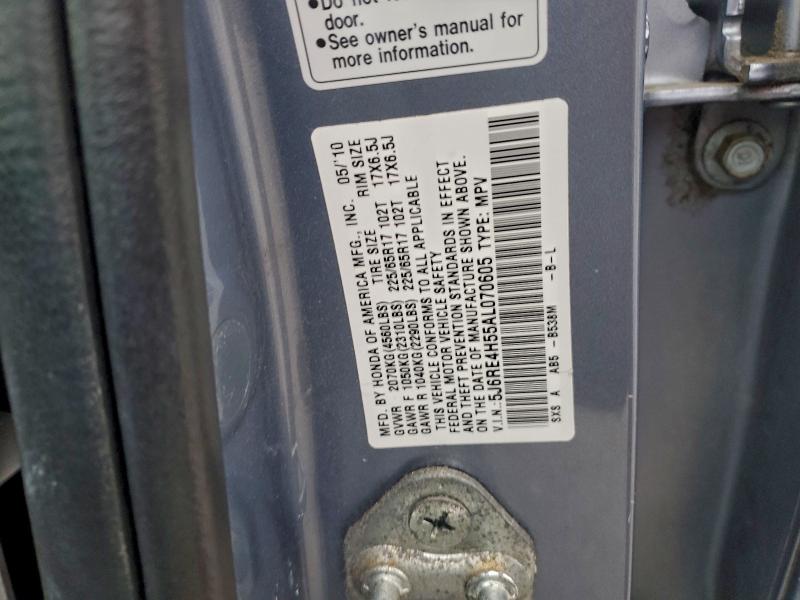 •Do not
door.
•See owner's manual for
more information.
MFD. BY HONDA OF AMERICA MFG., INC. 05/'10
TIRE SIZE RIM SIZE
GVWR 2070KG(4560LBS) 225/65R17 102T 17X6.5J
GAWR F 1050KG(2310LBS) 225/65R17 102T 17X6.5J
GAWR R 1040KG(2290LBS)
THIS VEHICLE CONFORMS TO ALL APPLICABLE
FEDERAL MOTOR VEHICLE SAFETY
AND THEFT PREVENTION STANDARDS IN EFFECT
ON THE DATE OF MANUFACTURE SHOWN ABOVE.
V.I.N.:5J6RE4H55AL070605 TYPE: MPV
SXS A AB5 -B538M -B-L